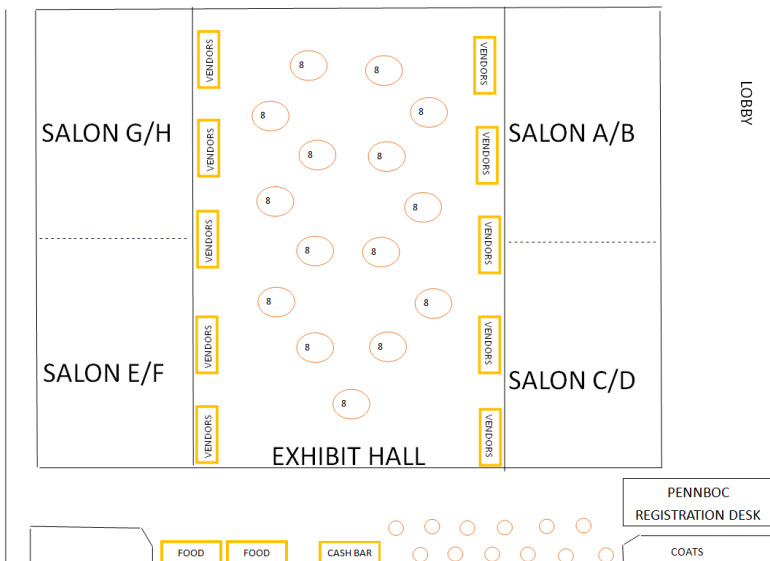 VENDORS
8
8
VENDORS
LOBBY
8
8
SALON G/H
VENDORS
8
8
VENDORS
SALON A/B
8
8
VENDORS
8
8
VENDORS
8
8
VENDORS
8
8
VENDORS
SALON E/F
SALON C/D
8
VENDORS
EXHIBIT HALL
VENDORS
PENNBOC
REGISTRATION DESK
FOOD
FOOD
CASH BAR
COATS